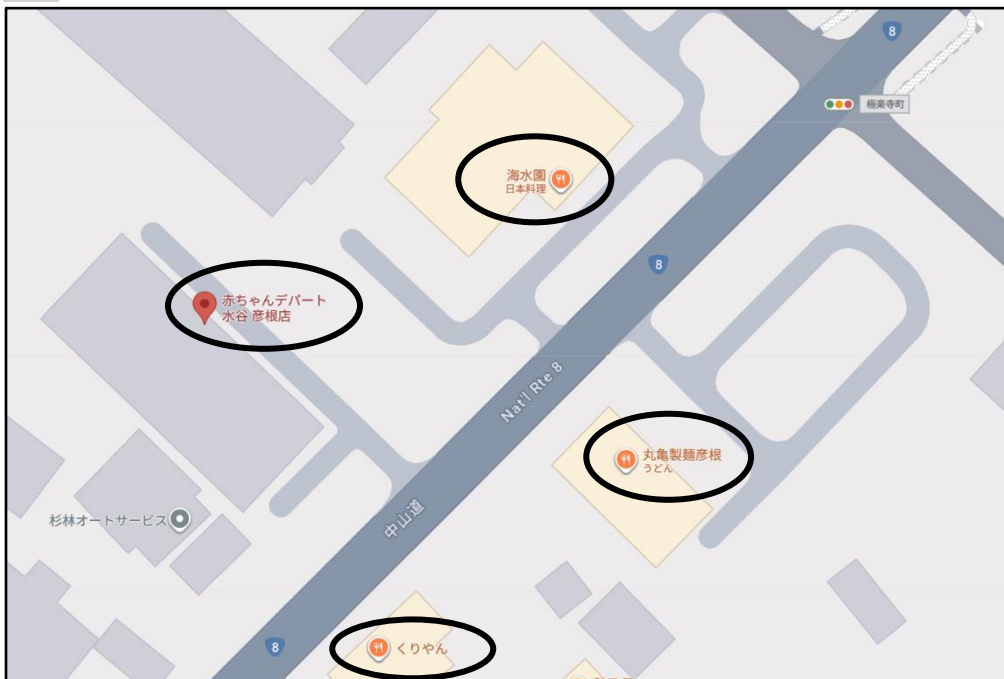 8
極楽寺町
海水園
日本料理
8
赤ちゃんデパート
水谷 彦根店
Nat'l Rte 8
丸亀製麺彦根
うどん
中山道
杉林オートサービス
8
くりやん